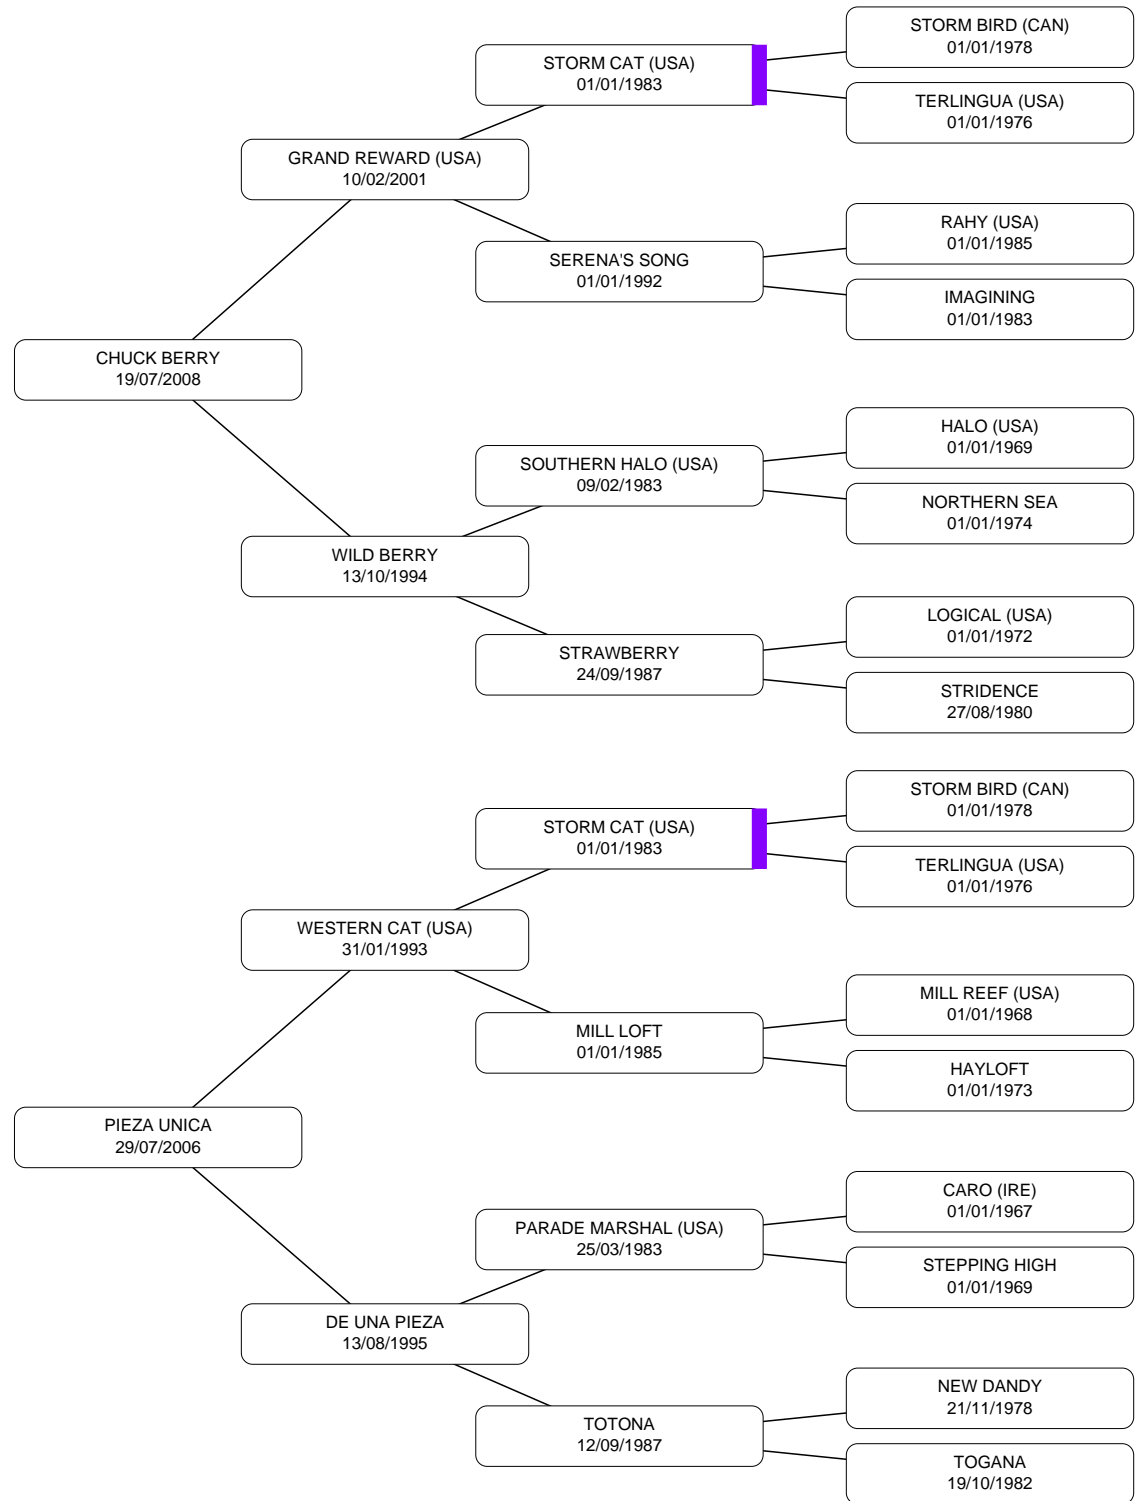 STORM BIRD (CAN)
01/01/1978
STORM CAT (USA)
01/01/1983
TERLINGUA (USA)
01/01/1976
GRAND REWARD (USA)
10/02/2001
RAHY (USA)
01/01/1985
SERENA'S SONG
01/01/1992
IMAGINING
01/01/1983
CHUCK BERRY
19/07/2008
HALO (USA)
01/01/1969
SOUTHERN HALO (USA)
09/02/1983
NORTHERN SEA
01/01/1974
WILD BERRY
13/10/1994
LOGICAL (USA)
01/01/1972
STRAWBERRY
24/09/1987
STRIDENCE
27/08/1980
STORM BIRD (CAN)
01/01/1978
STORM CAT (USA)
01/01/1983
TERLINGUA (USA)
01/01/1976
WESTERN CAT (USA)
31/01/1993
MILL REEF (USA)
01/01/1968
MILL LOFT
01/01/1985
HAYLOFT
01/01/1973
PIEZA UNICA
29/07/2006
CARO (IRE)
01/01/1967
PARADE MARSHAL (USA)
25/03/1983
STEPPING HIGH
01/01/1969
DE UNA PIEZA
13/08/1995
NEW DANDY
21/11/1978
TOTONA
12/09/1987
TOGANA
19/10/1982